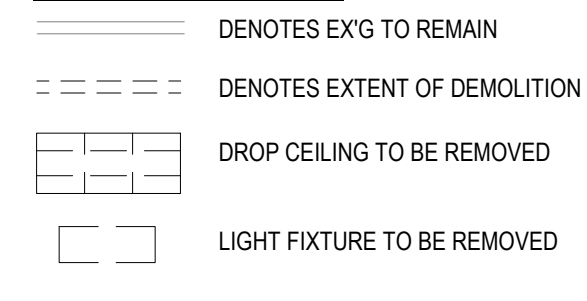 DENOTES EX'G TO REMAIN
DENOTES EXTENT OF DEMOLITION
DROP CEILING TO BE REMOVED
LIGHT FIXTURE TO BE REMOVED